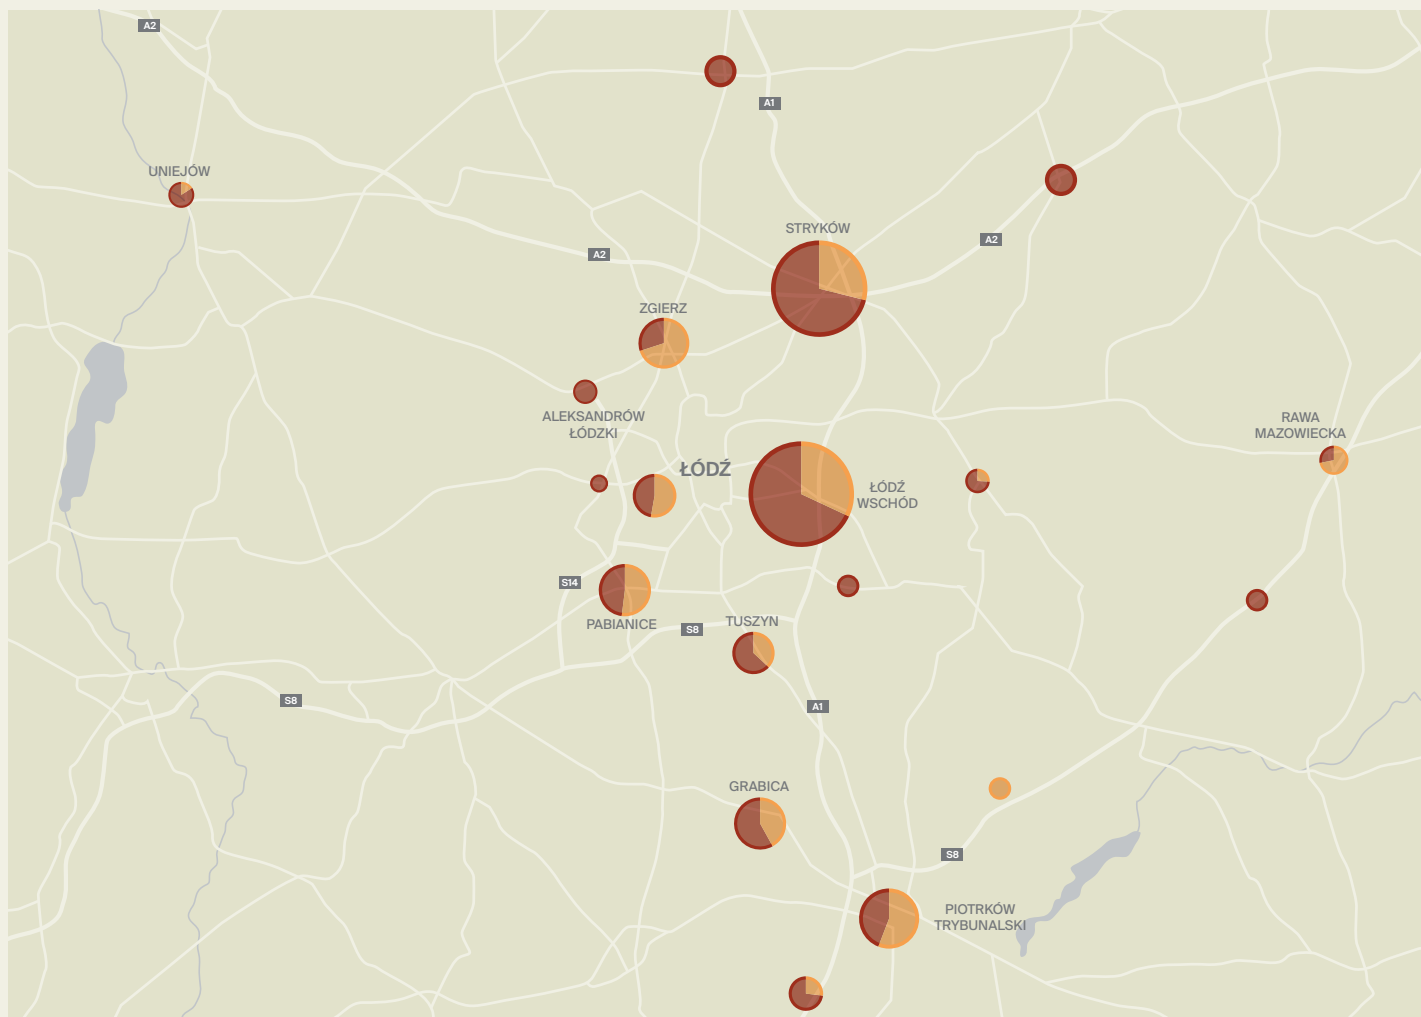 A2
A1
UNIEJÓW
STRYKÓW
A2
A2
ZGIERZ
ALEKSANDRÓW
ŁÓDZKI
RAWA
MAZOWIECKA
ŁÓDŹ
ŁÓDŹ
WSCHÓD
S14
PABIANICE
S8
TUSZYN
S8
A1
GRABICA
S8
PIOTRKÓW
TRYBUNALSKI